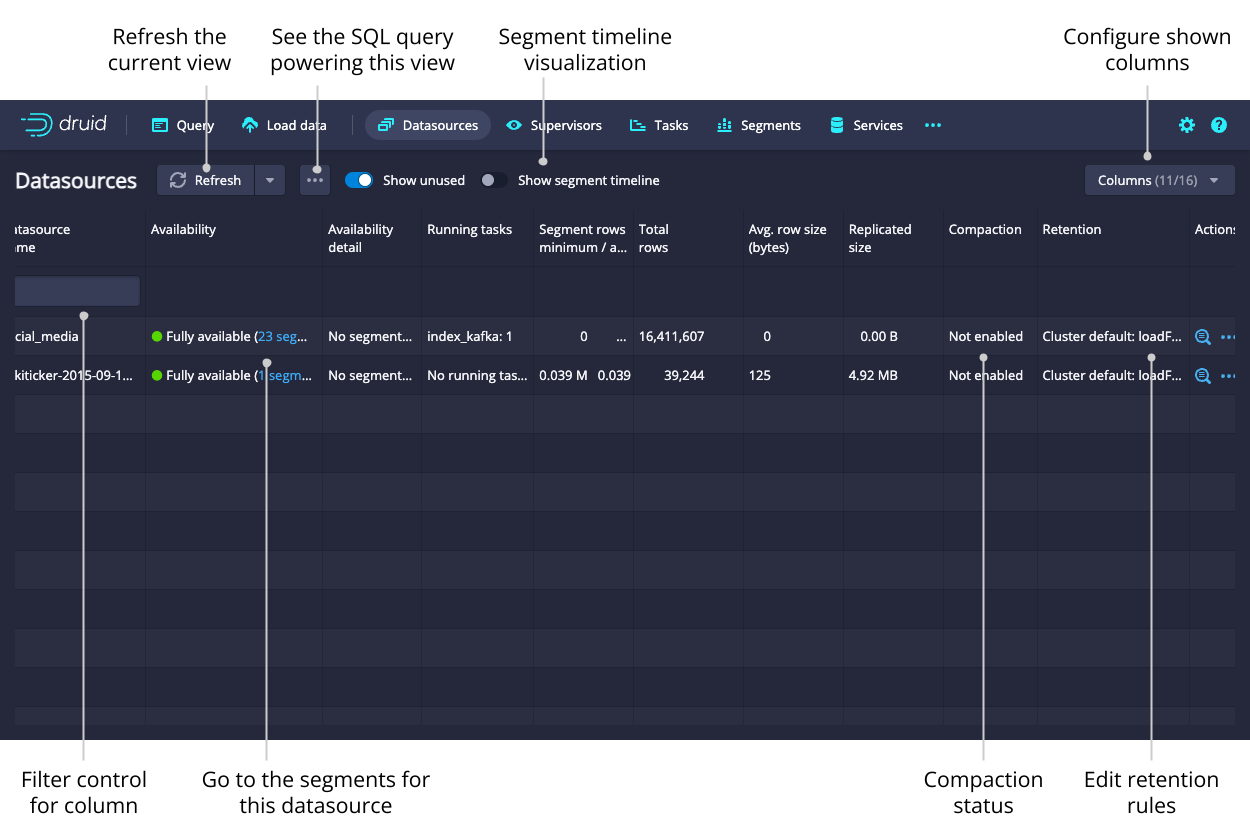 Refresh the
current view
See the SQL query
powering this view
Segment timeline
visualization
Configure shown
columns
druid Query Load data Datasources Supervisors Tasks Segments Services ... ?
Datasources Refresh ... Show unused Show segment timeline Columns (11/16)
atasource Availability Availability Running tasks Segment rows Total Avg. row size Replicated Compaction Retention Actions
me detail minimum / a... rows (bytes) size
cial_media Fully available (23 seg... No segment... index_kafka: 1 0 ... 16,411,607 0 0.00 B Not enabled Cluster default: loadF... ...
kiticker-2015-09-1... Fully available (1 segm... No segment... No running tas... 0.039 M 0.039 39,244 125 4.92 MB Not enabled Cluster default: loadF... ...
Filter control
for column
Go to the segments for
this datasource
Compaction
status
Edit retention
rules